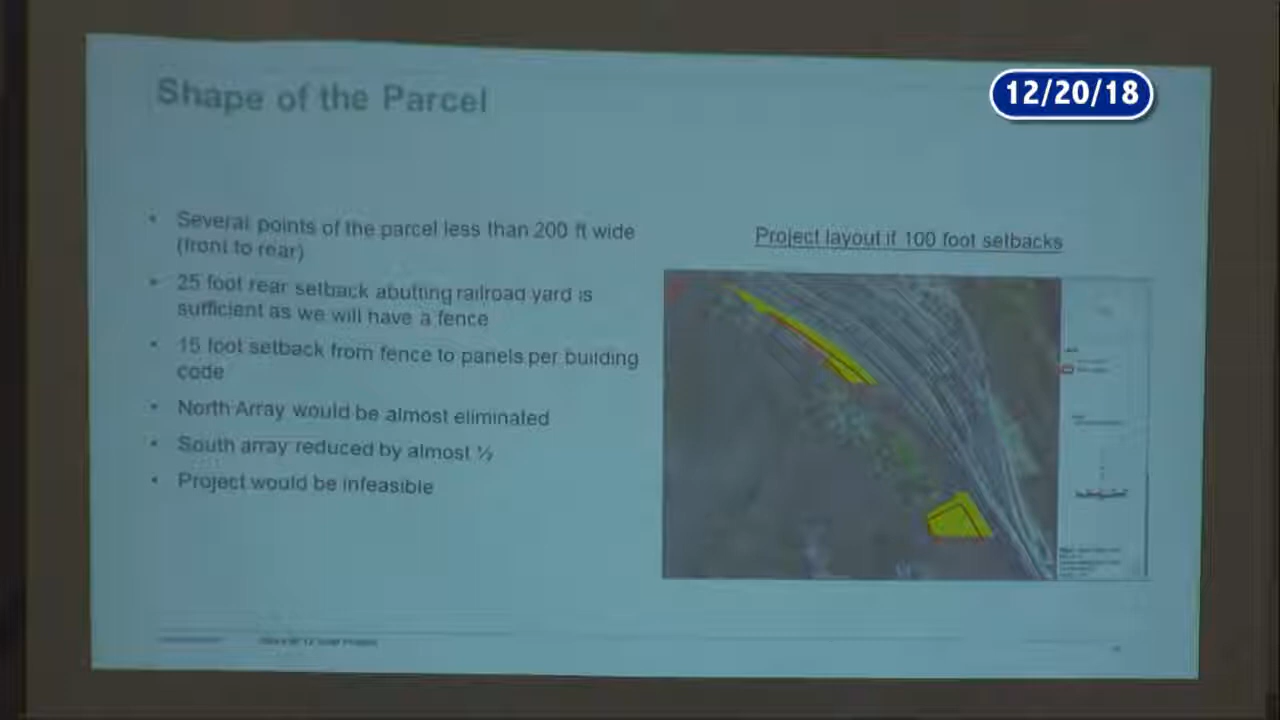 Shape of the Parcel
12/20/18
• Several points of the parcel less than 200 ft wide
(front to rear)
• 25 foot rear setback abutting railroad yard is
sufficient as we will have a fence
• 15 foot setback from fence to panels per building
code
• North Array would be almost eliminated
• South array reduced by almost ½
• Project would be infeasible
Project layout if 100 foot setbacks